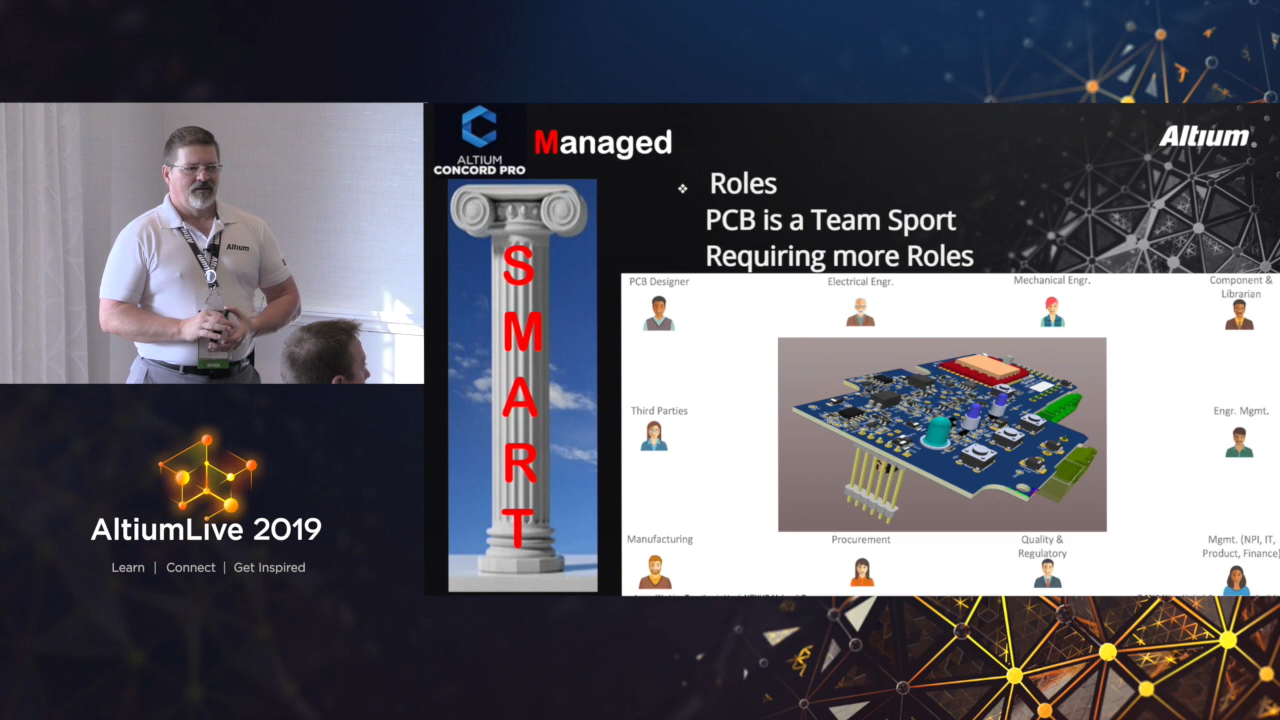 ALTIUM
CONCORD PRO
Managed
Altium
Roles
PCB is a Team Sport
Requiring more Roles
S
M
A
R
T
PCB Designer
Electrical Engr.
Mechanical Engr.
Component &
Librarian
Third Parties
Engr. Mgmt.
Manufacturing
Procurement
Quality &
Regulatory
Mgmt. (NPI, IT,
Product, Finance)
Altium
AltiumLive 2019
Learn | Connect | Get Inspired